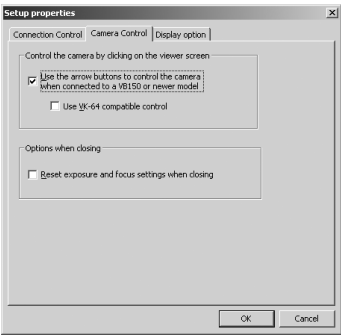 Setup properties
Connection Control Camera Control Display option
Control the camera by clicking on the viewer screen
Use the arrow buttons to control the camera
when connected to a VB150 or newer model
Use VK-64 compatible control
Options when closing
Reset exposure and focus settings when closing
OK Cancel